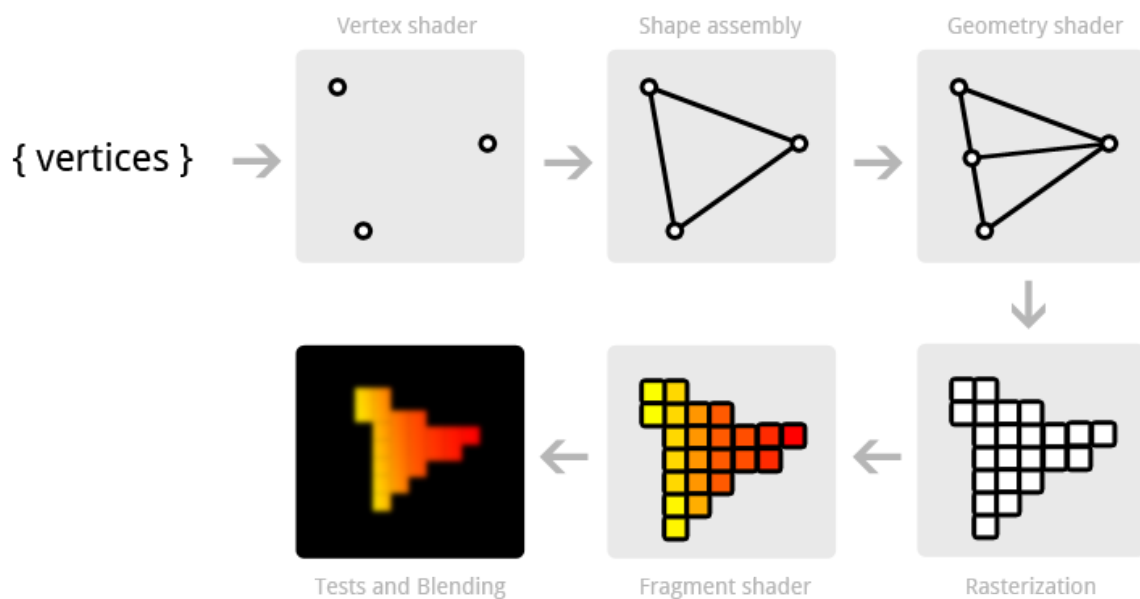 Vertex shader
Shape assembly
Geometry shader
{ vertices }
Tests and Blending
Fragment shader
Rasterization